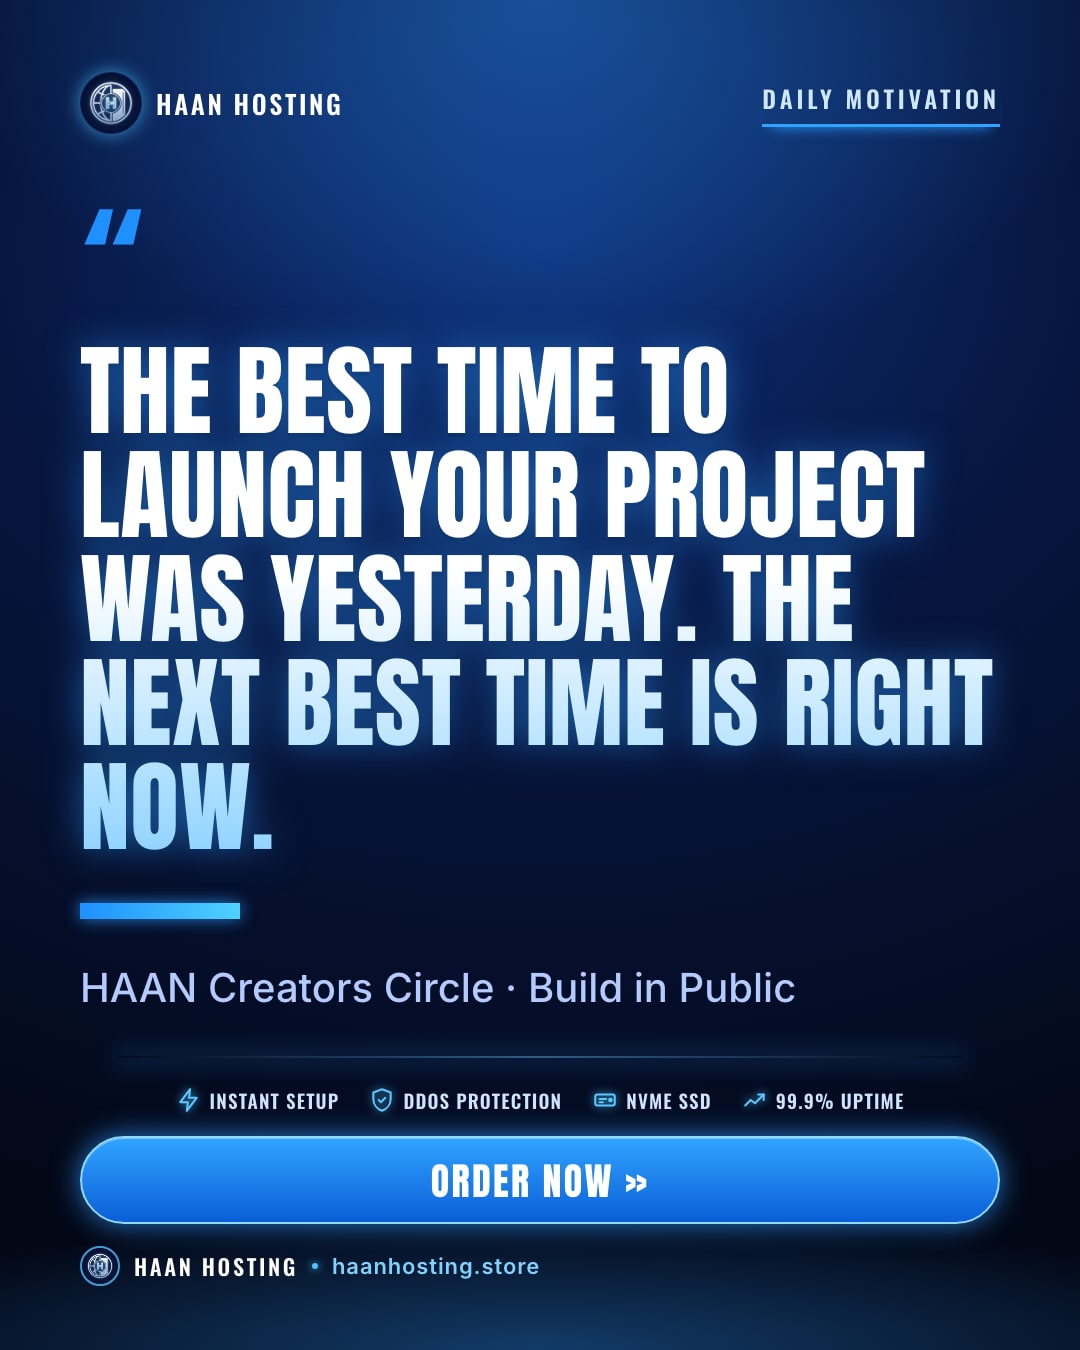 HAAN HOSTING
DAILY MOTIVATION
“
THE BEST TIME TO
LAUNCH YOUR PROJECT
WAS YESTERDAY. THE
NEXT BEST TIME IS RIGHT
NOW.
HAAN Creators Circle · Build in Public
INSTANT SETUP DDOS PROTECTION NVME SSD 99.9% UPTIME
ORDER NOW »
HAAN HOSTING • haanhosting.store